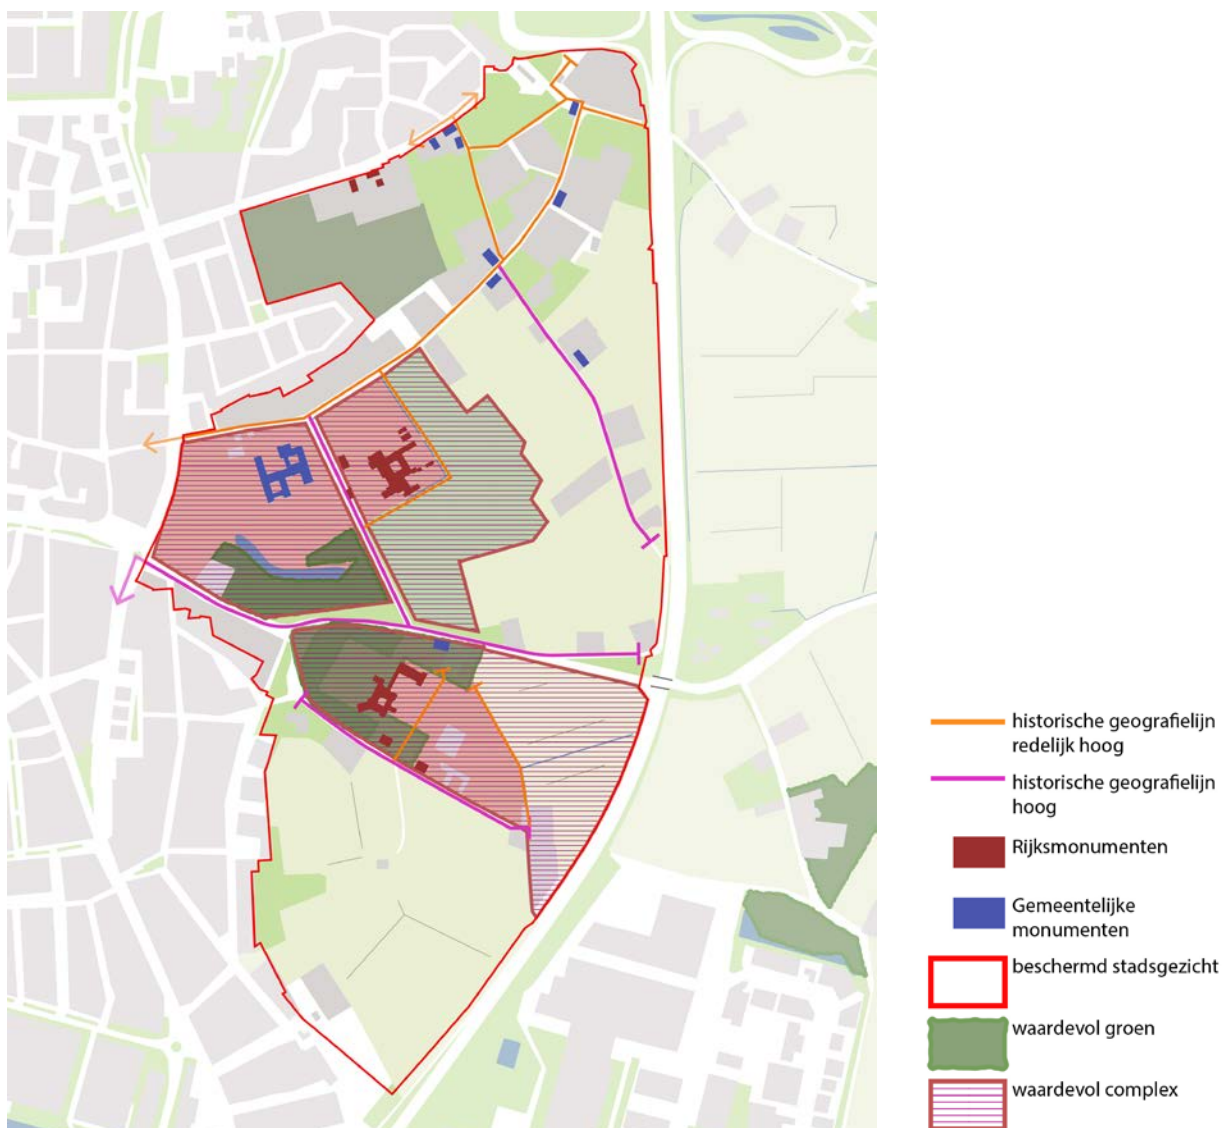 historische geografielijn
redelijk hoog
historische geografielijn
hoog
Rijksmonumenten
Gemeentelijke
monumenten
beschermd stadsgezicht
waardevol groen
waardevol complex